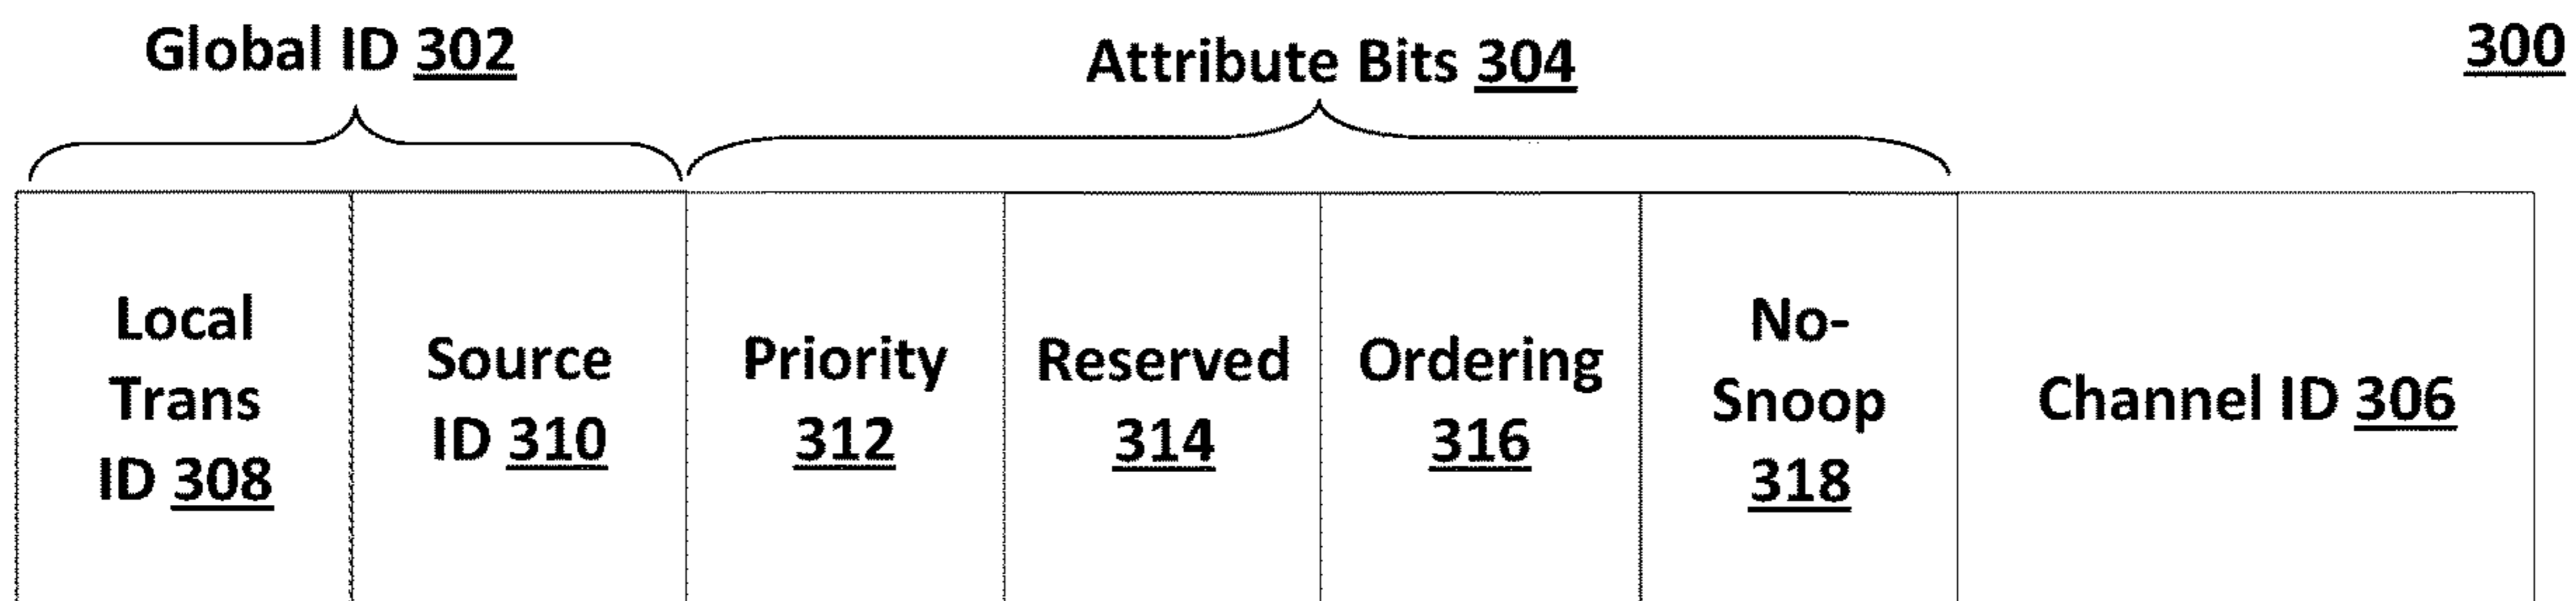 Global ID 302
Attribute Bits 304
300
Local
Trans
ID 308
Source
ID 310
Priority
312
Reserved
314
Ordering
316
No-
Snoop
318
Channel ID 306